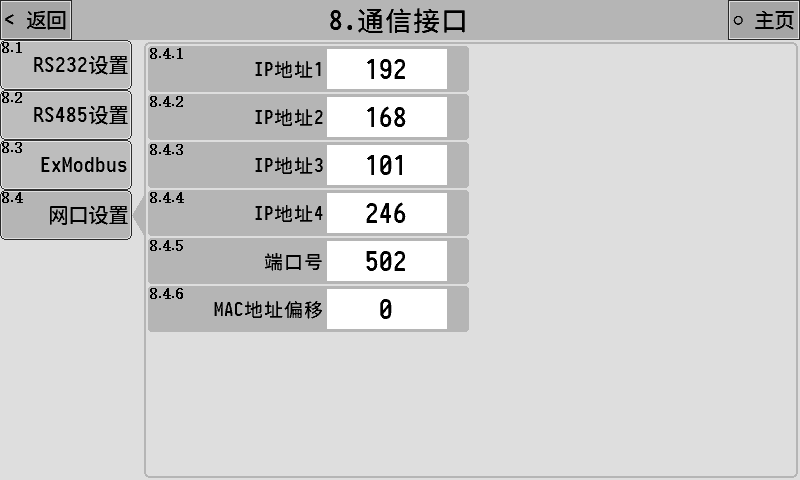 < 返回
8.通信接口
○ 主页
8.1
RS232设置
8.2
RS485设置
8.3
ExModbus
8.4
网口设置
8.4.1
IP地址1
192
8.4.2
IP地址2
168
8.4.3
IP地址3
101
8.4.4
IP地址4
246
8.4.5
端口号
502
8.4.6
MAC地址偏移
0